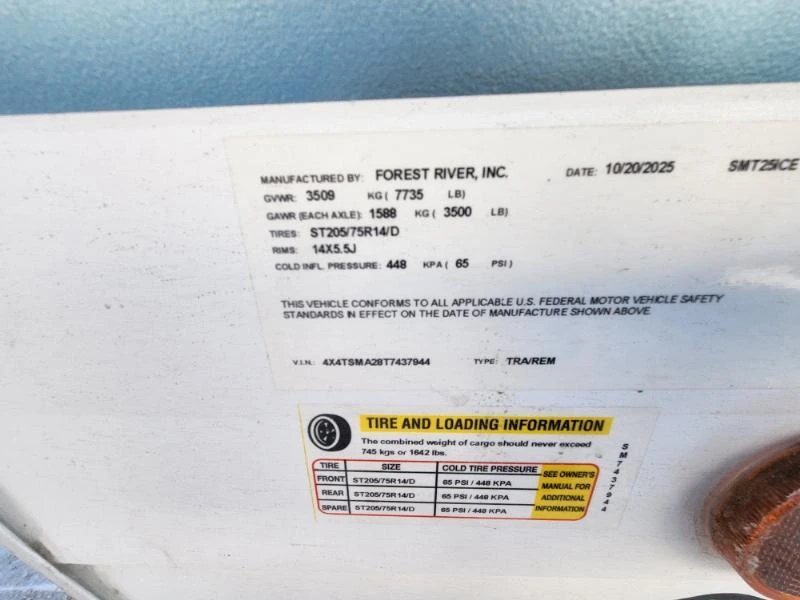 MANUFACTURED BY: FOREST RIVER, INC. DATE: 10/20/2025 SMT25ICE
GVWR: 3509 KG ( 7735 LB)
GAWR (EACH AXLE): 1588 KG ( 3500 LB)
TIRES: ST205/75R14/D
RIMS: 14X5.5J
COLD INFL. PRESSURE: 448 KPA ( 65 PSI )
THIS VEHICLE CONFORMS TO ALL APPLICABLE U.S. FEDERAL MOTOR VEHICLE SAFETY
STANDARDS IN EFFECT ON THE DATE OF MANUFACTURE SHOWN ABOVE.
V.I.N.: 4X4TSMA28T7437944 TYPE: TRA/REM
TIRE AND LOADING INFORMATION
The combined weight of cargo should never exceed
745 kgs or 1642 lbs.
TIRE SIZE COLD TIRE PRESSURE
FRONT ST205/75R14/D 65 PSI / 448 KPA
REAR ST205/75R14/D 65 PSI / 448 KPA
SPARE ST205/75R14/D 65 PSI / 448 KPA
SEE OWNER'S
MANUAL FOR
ADDITIONAL
INFORMATION
SM7437944